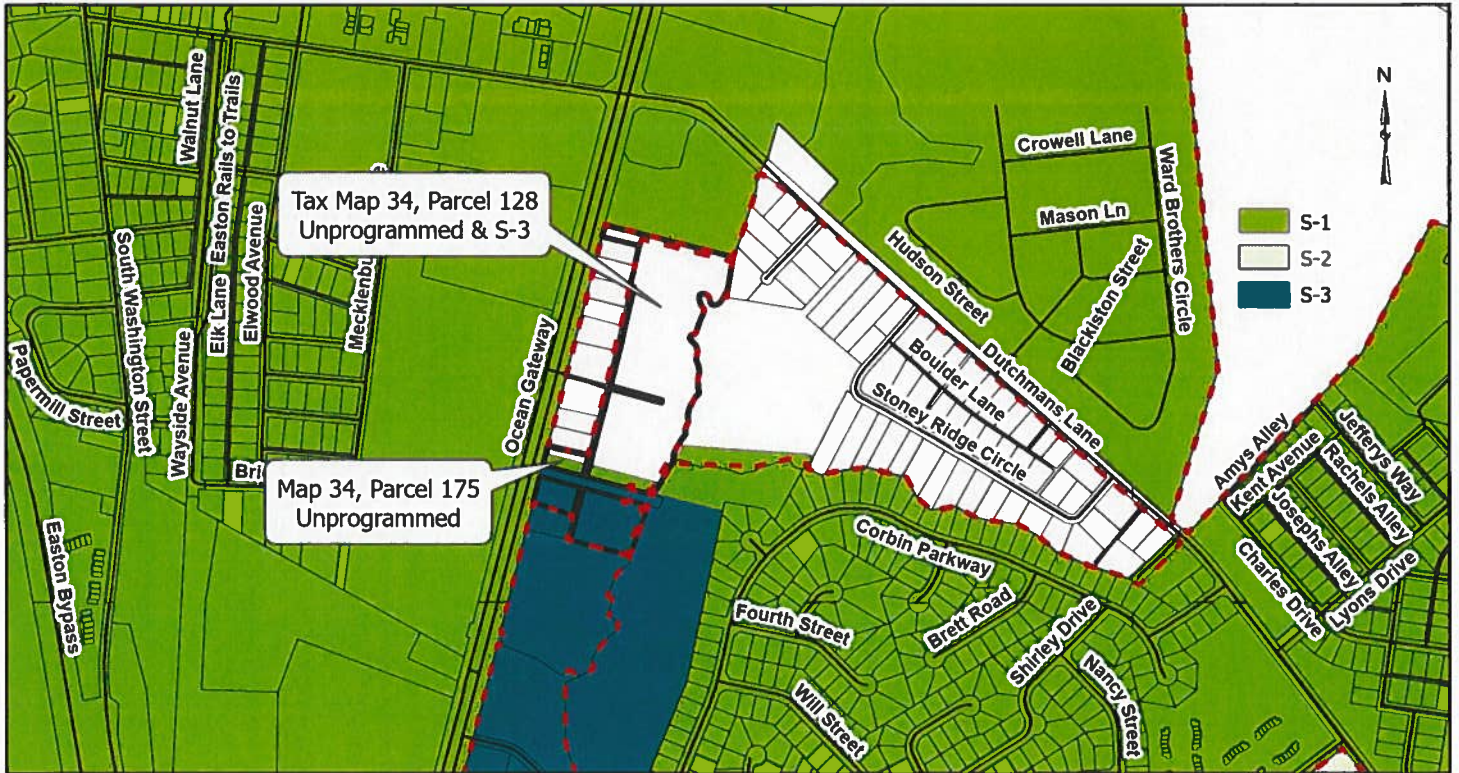 N
Crowell Lane
Walnut Lane
Ward Brothers Circle
Elk Lane Easton Rails to Trails
Tax Map 34, Parcel 128
Unprogrammed & S-3
Mason Ln
S-1
S-2
S-3
Elwood Avenue
South Washington Street
Hudson Street
Blackiston Street
Ocean Gateway
Dutchmans Lane
Boulder Lane
Stoney Ridge Circle
Papermill Street
Wayside Avenue
Map 34, Parcel 175
Unprogrammed
Amys Alley
Kent Avenue
Jefferys Way
Rachels Alley
Josephs Alley
Charles Drive
Lyons Drive
Easton Bypass
Corbin Parkway
Fourth Street
Brett Road
Shirley Drive
Nancy Street
Will Street